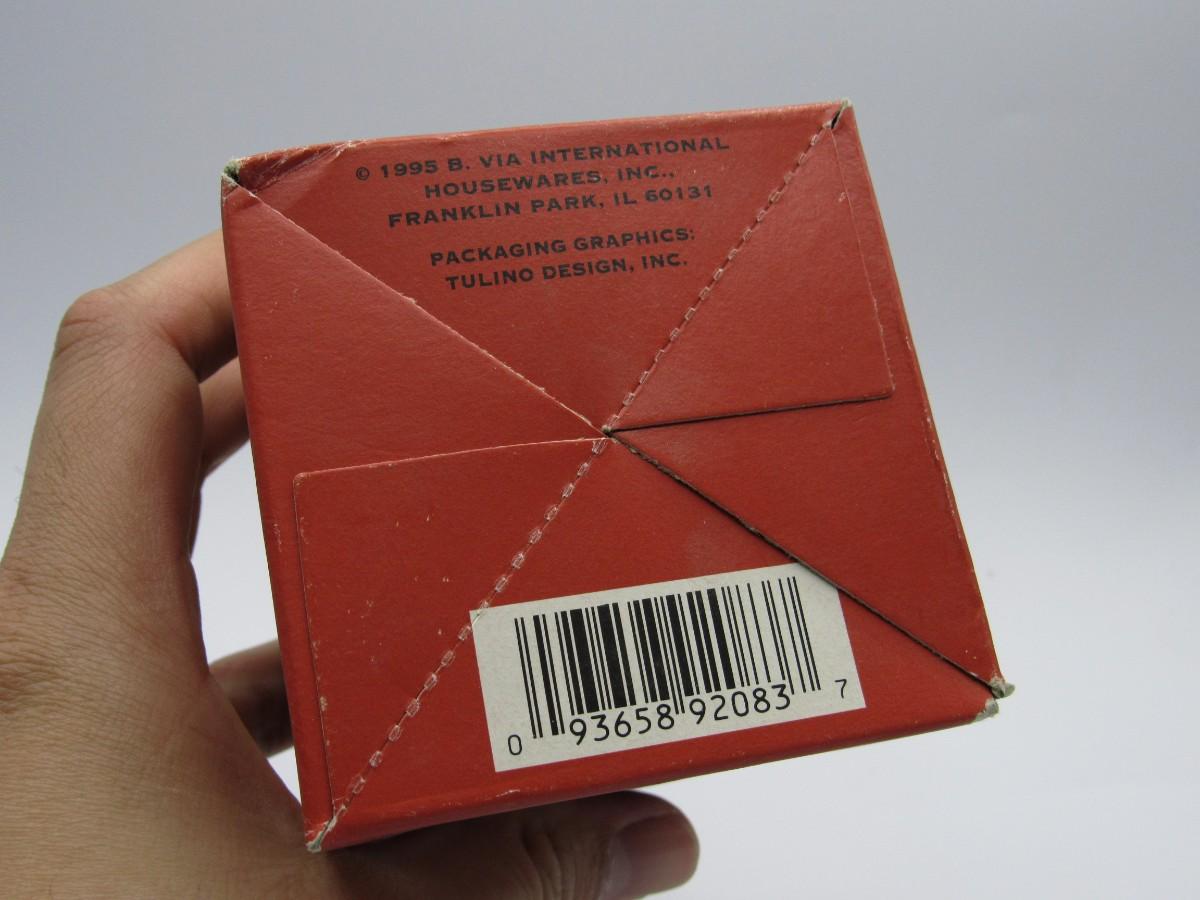 © 1995 B. VIA INTERNATIONAL
HOUSEWARES, INC.,
FRANKLIN PARK, IL 60131
PACKAGING GRAPHICS:
TULINO DESIGN, INC.
0 93658 92083 7